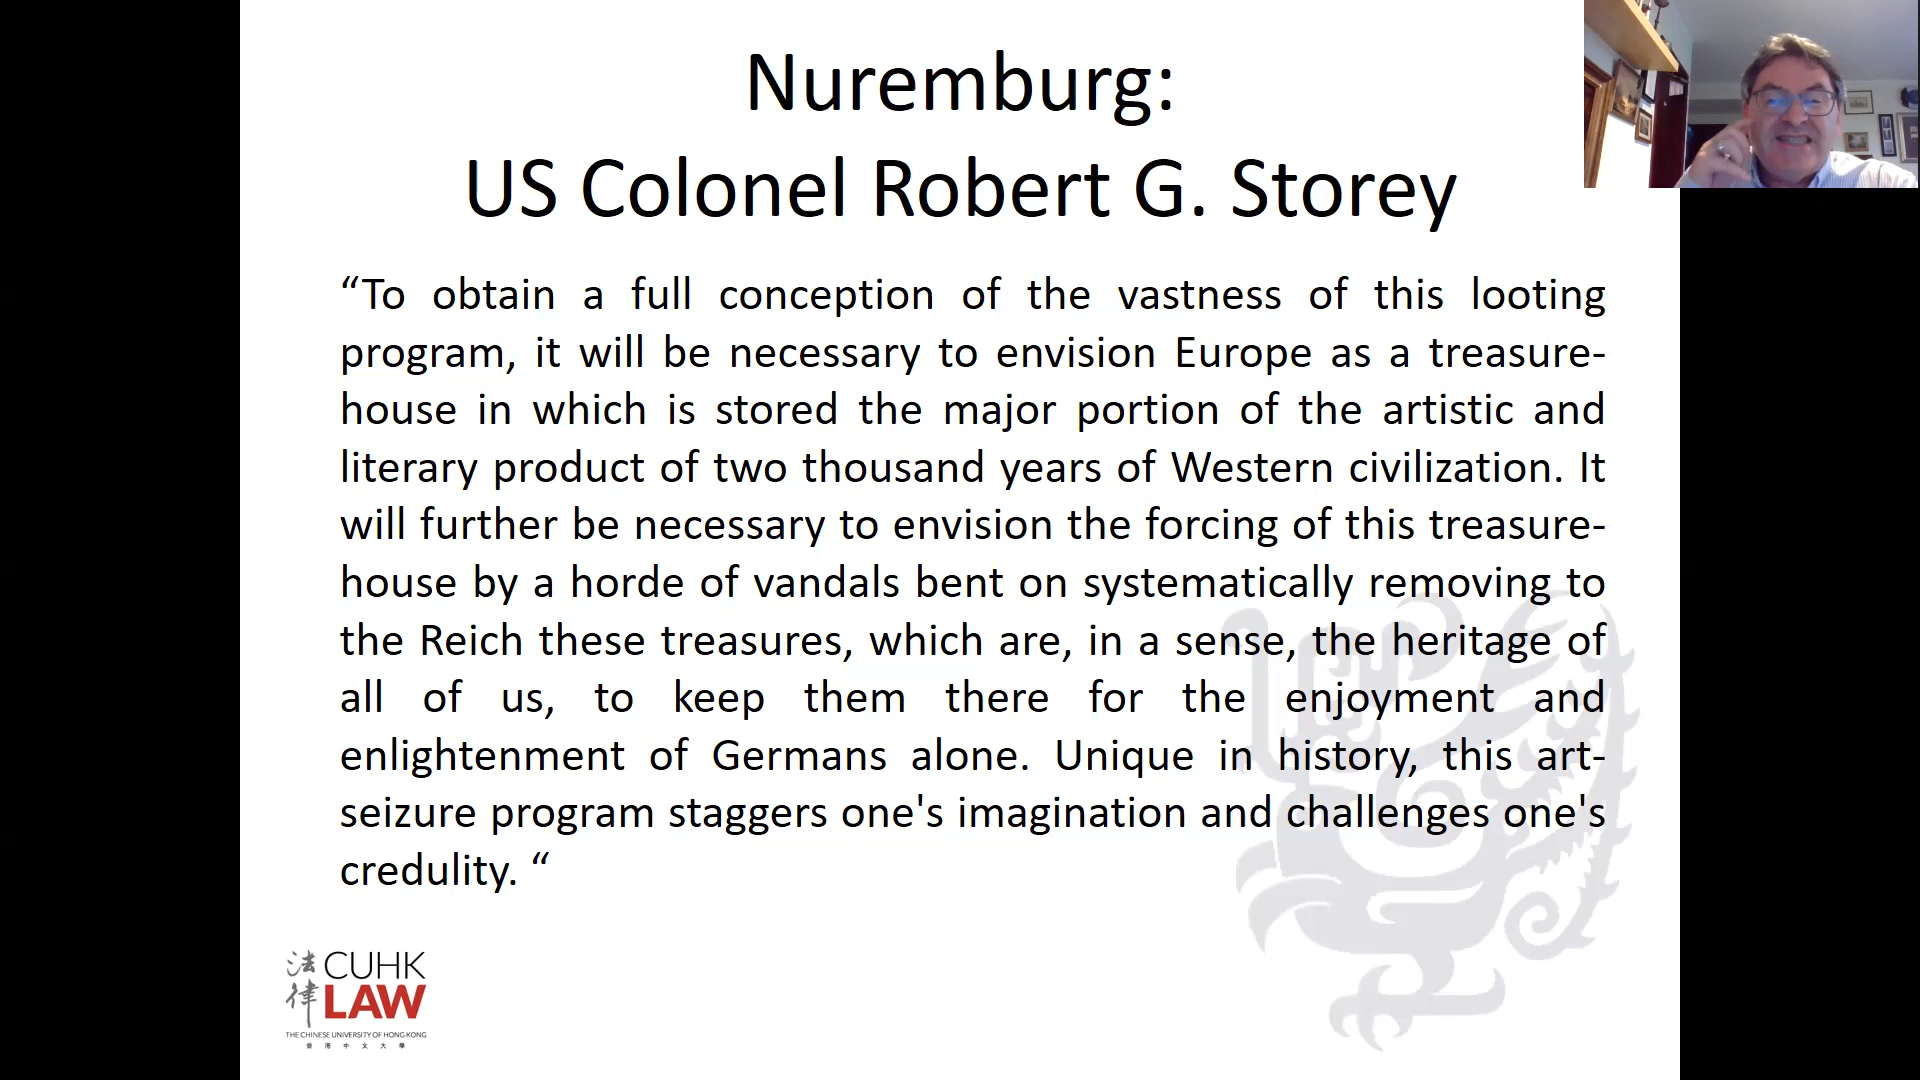 Nuremburg:
US Colonel Robert G. Storey
“To obtain a full conception of the vastness of this looting
program, it will be necessary to envision Europe as a treasure-
house in which is stored the major portion of the artistic and
literary product of two thousand years of Western civilization. It
will further be necessary to envision the forcing of this treasure-
house by a horde of vandals bent on systematically removing to
the Reich these treasures, which are, in a sense, the heritage of
all of us, to keep them there for the enjoyment and
enlightenment of Germans alone. Unique in history, this art-
seizure program staggers one's imagination and challenges one's
credulity. “
法律 CUHK
LAW
THE CHINESE UNIVERSITY OF HONG KONG
香港中文大學